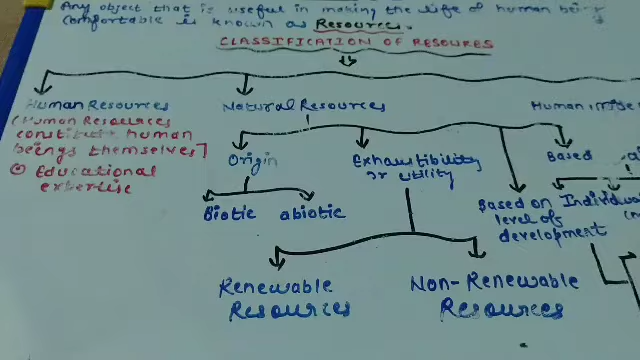 Any object that is useful in making the life of human being
comfortable is known as Resources.
CLASSIFICATION OF RESOURES
Human Resources
Natural Resources
Human
(Human Resources
constitute human
beings themselves]
Educational
expertise
Origin
Exhaustibility
or utility
Based
Biotic
abiotic
Based on
level of
development
Renewable
Resources
Non-Renewable
Resources